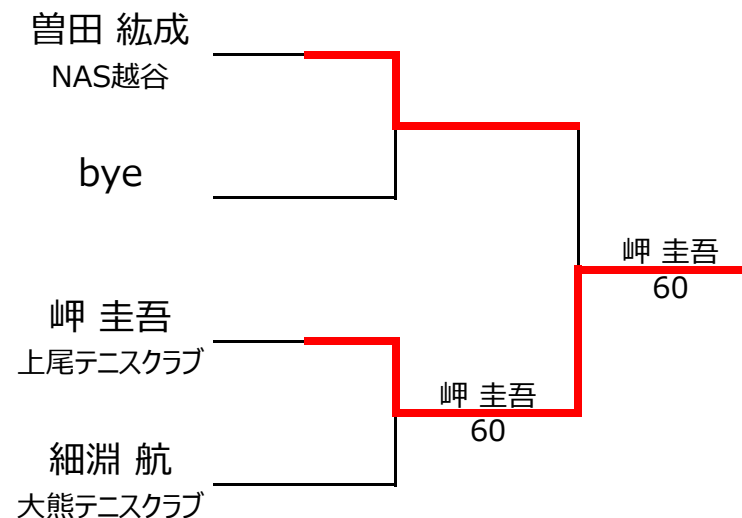 曽田 紘成
NAS越谷
bye
岬 圭吾
60
岬 圭吾
上尾テニスクラブ
岬 圭吾
60
細淵 航
大熊テニスクラブ